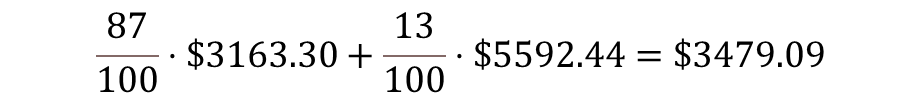 87/100 · $3163.30 + 13/100 · $5592.44 = $3479.09